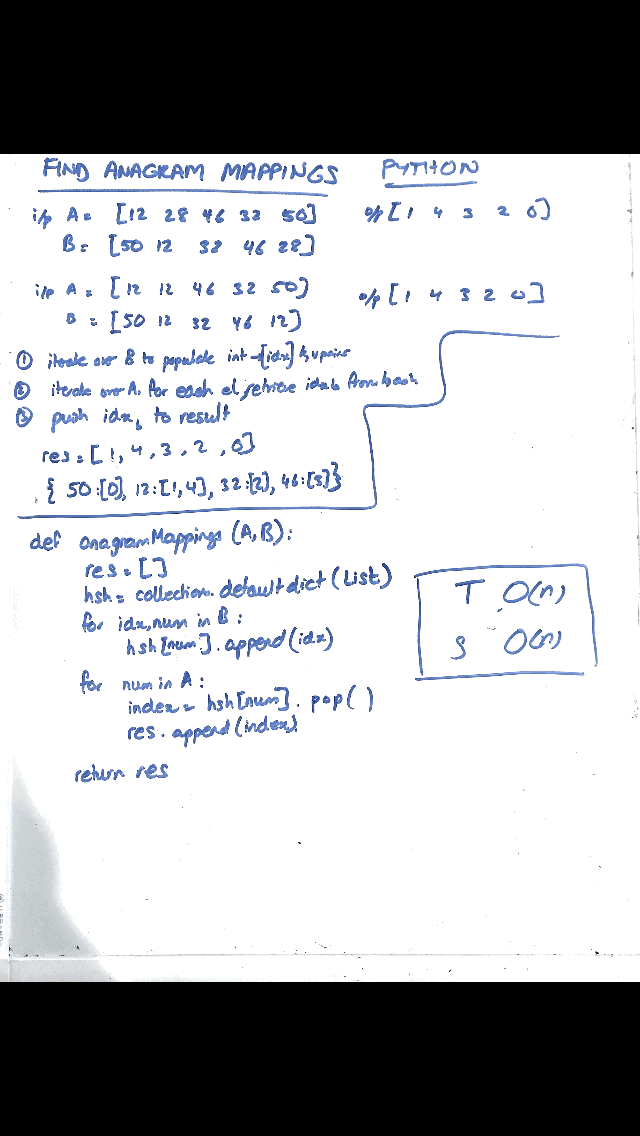 FIND ANAGRAM MAPPINGS PYTHON
i/p A = [12 28 46 32 50] o/p [1 4 3 2 0]
B = [50 12 32 46 28]
i/p A = [12 12 46 32 50] o/p [1 4 3 2 0]
B = [50 12 32 46 12]
① iterate over B to populate int → [idx] k,v pairs
② iterate over A. for each el, retrieve idxb from hash
③ push idxb to result
res = [1, 4, 3, 2, 0]
{ 50:[0], 12:[1,4], 32:[2], 46:[3]}
def anagramMappings (A,B):
res = []
hsh = collection. defaultdict (List)
for idx, num in B :
hsh [num]. append (idx)
for num in A :
index = hsh[num]. pop( )
res. append (index)
return res
T O(n)
S O(n)